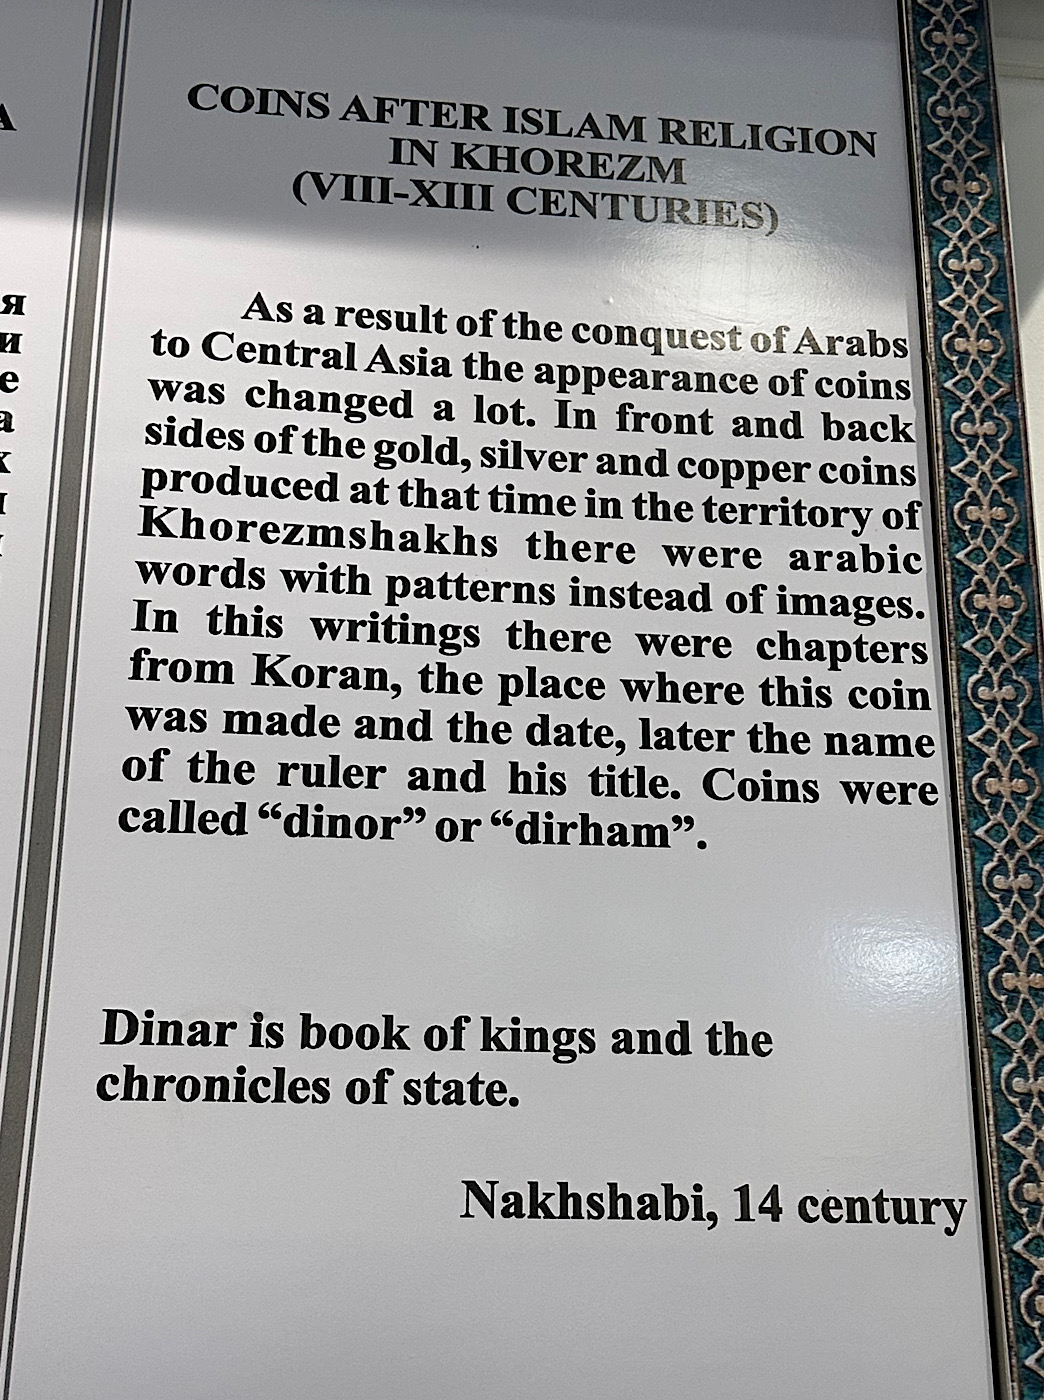 COINS AFTER ISLAM RELIGION
IN KHOREZM
(VIII-XIII CENTURIES)
As a result of the conquest of Arabs
to Central Asia the appearance of coins
was changed a lot. In front and back
sides of the gold, silver and copper coins
produced at that time in the territory of
Khorezmshakhs there were arabic
words with patterns instead of images.
In this writings there were chapters
from Koran, the place where this coin
was made and the date, later the name
of the ruler and his title. Coins were
called “dinor” or “dirham”.
Dinar is book of kings and the
chronicles of state.
Nakhshabi, 14 century